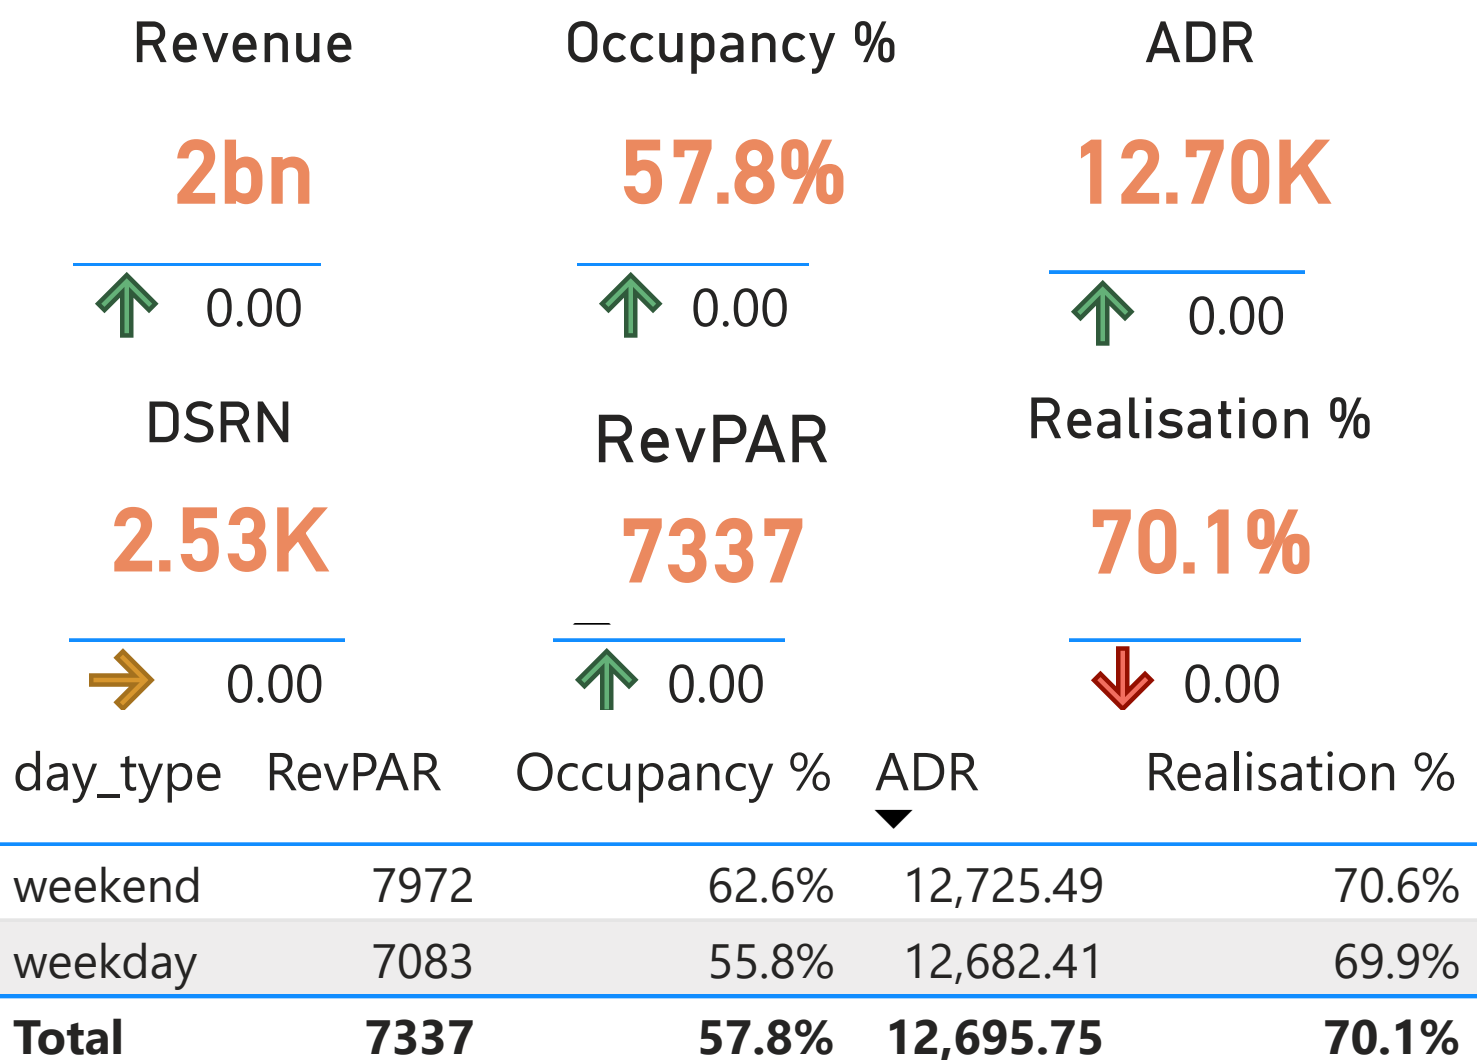 Revenue Occupancy % ADR
2bn 57.8% 12.70K
0.00 0.00 0.00
DSRN RevPAR Realisation %
2.53K 7337 70.1%
0.00 0.00 0.00
day_type RevPAR Occupancy % ADR Realisation %
weekend 7972 62.6% 12,725.49 70.6%
weekday 7083 55.8% 12,682.41 69.9%
Total 7337 57.8% 12,695.75 70.1%